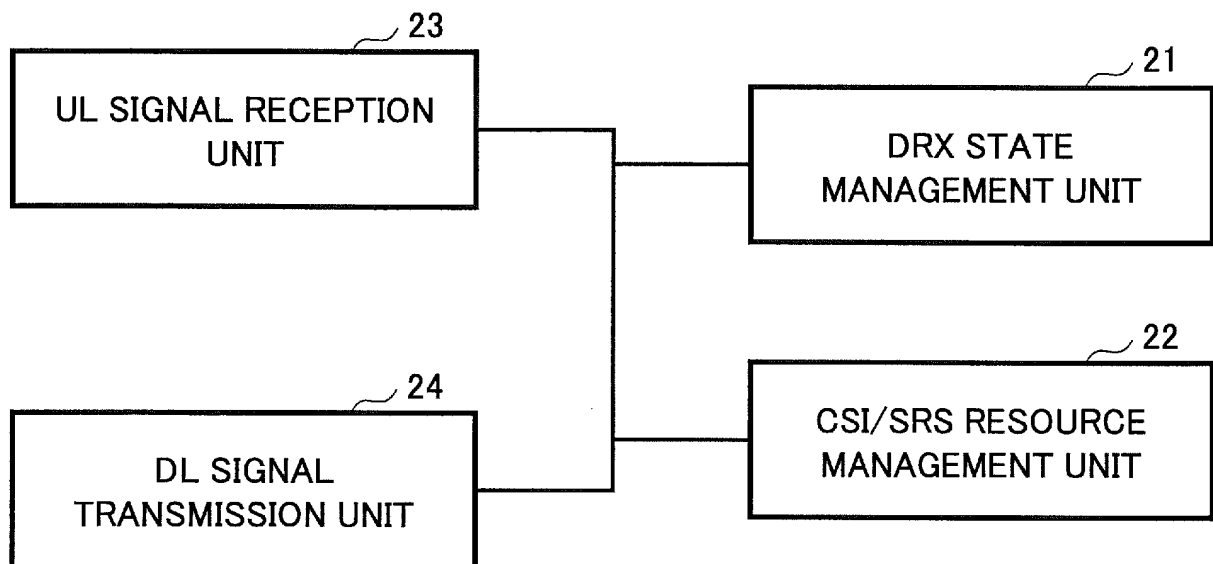 23
UL SIGNAL RECEPTION
UNIT
21
DRX STATE
MANAGEMENT UNIT
24
DL SIGNAL
TRANSMISSION UNIT
22
CSI/SRS RESOURCE
MANAGEMENT UNIT